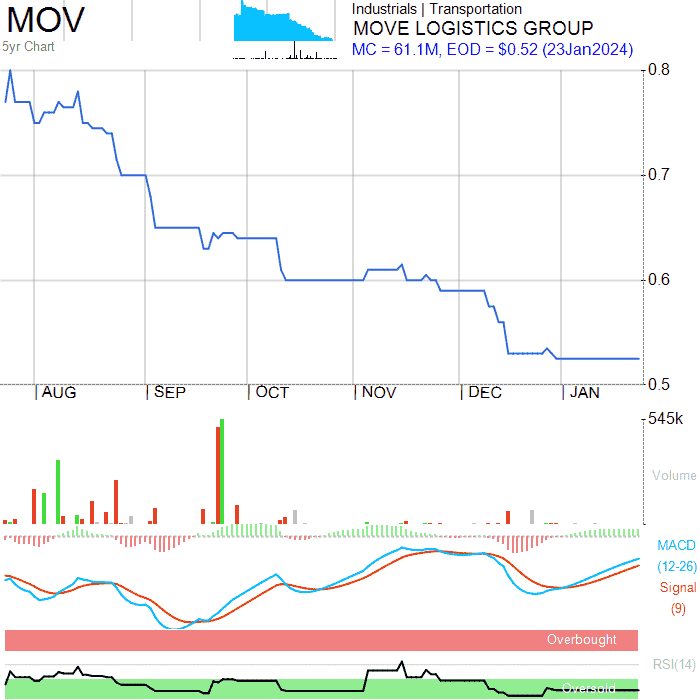 MOV
Industrials | Transportation
MOVE LOGISTICS GROUP
5yr Chart
MC = 61.1M, EOD = $0.52 (23Jan2024)
0.8
0.7
0.6
0.5
| AUG | SEP | OCT | NOV | DEC | JAN
545k
Volume
MACD
(12-26)
Signal
(9)
Overbought
RSI(14)
Oversold